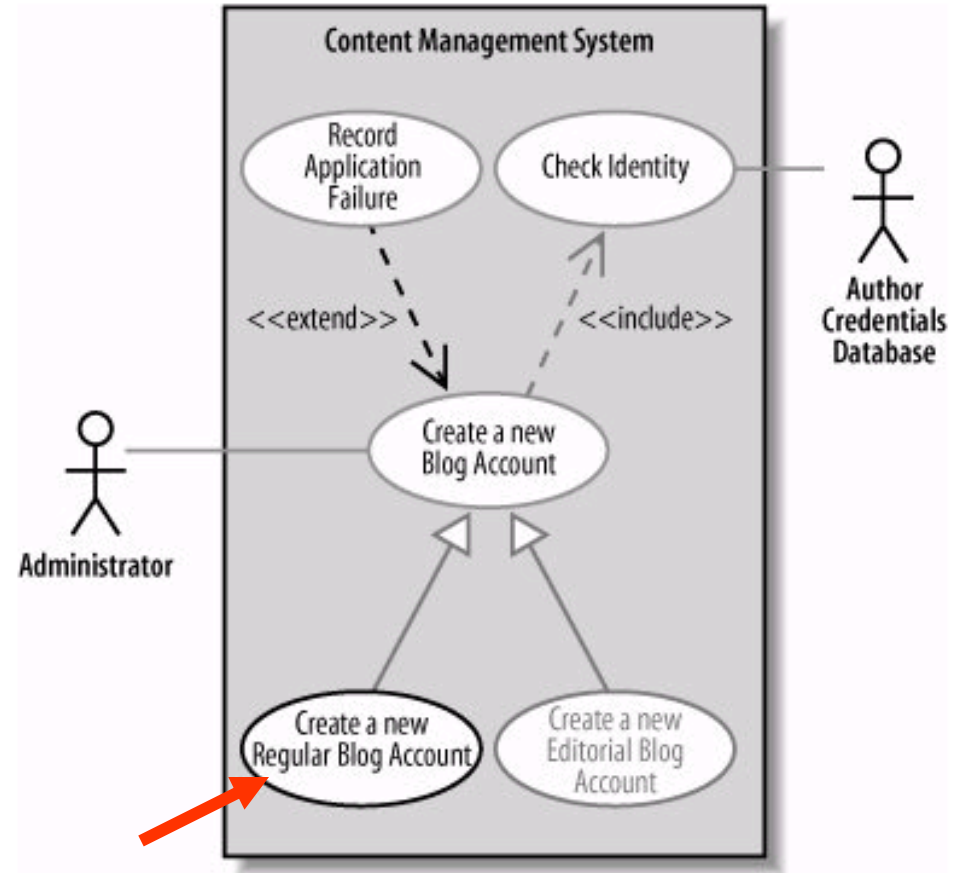 Content Management System
Record
Application
Failure
Check Identity
Author
Credentials
Database
<<extend>>
<<include>>
Create a new
Blog Account
Administrator
Create a new
Regular Blog Account
Create a new
Editorial Blog
Account